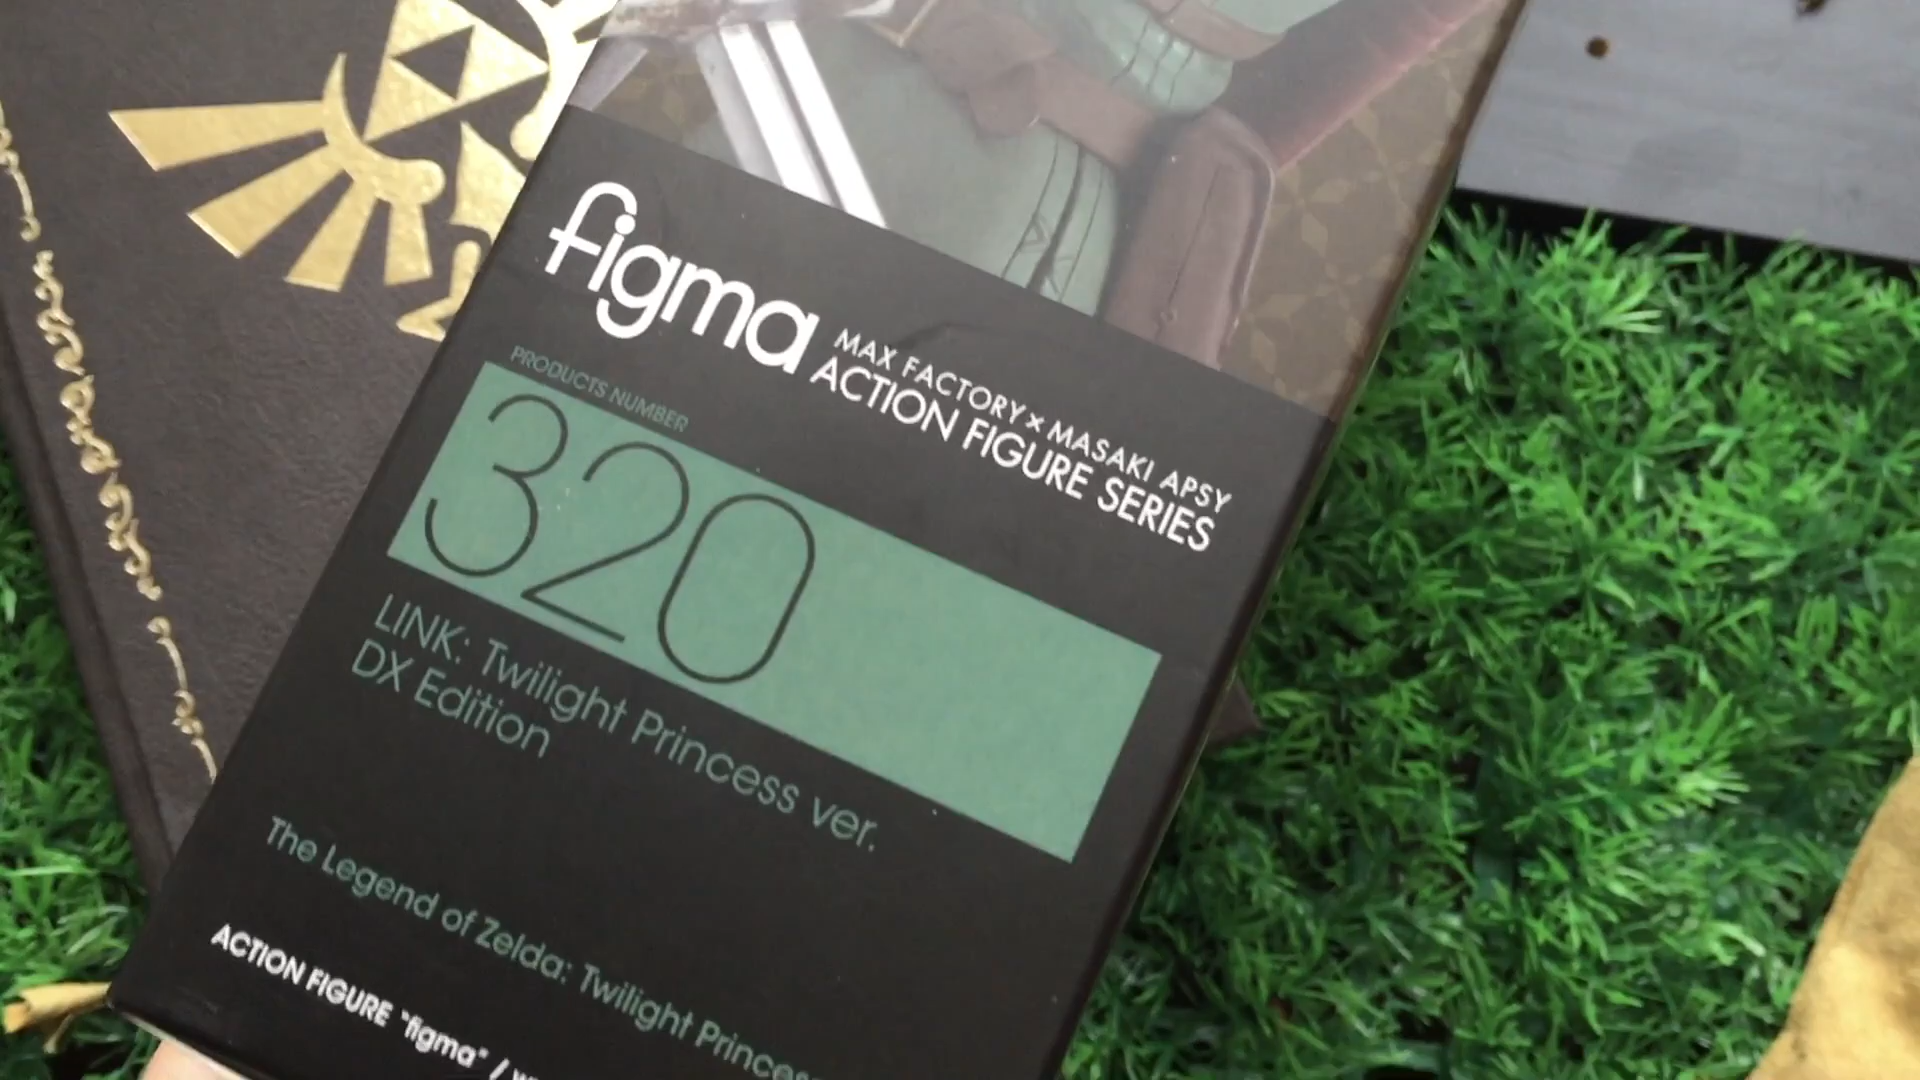 figma
MAX FACTORY × MASAKI APSY
ACTION FIGURE SERIES
PRODUCTS NUMBER
320
LINK: Twilight Princess ver.
DX Edition
The Legend of Zelda: Twilight
ACTION FIGURE "figma" /